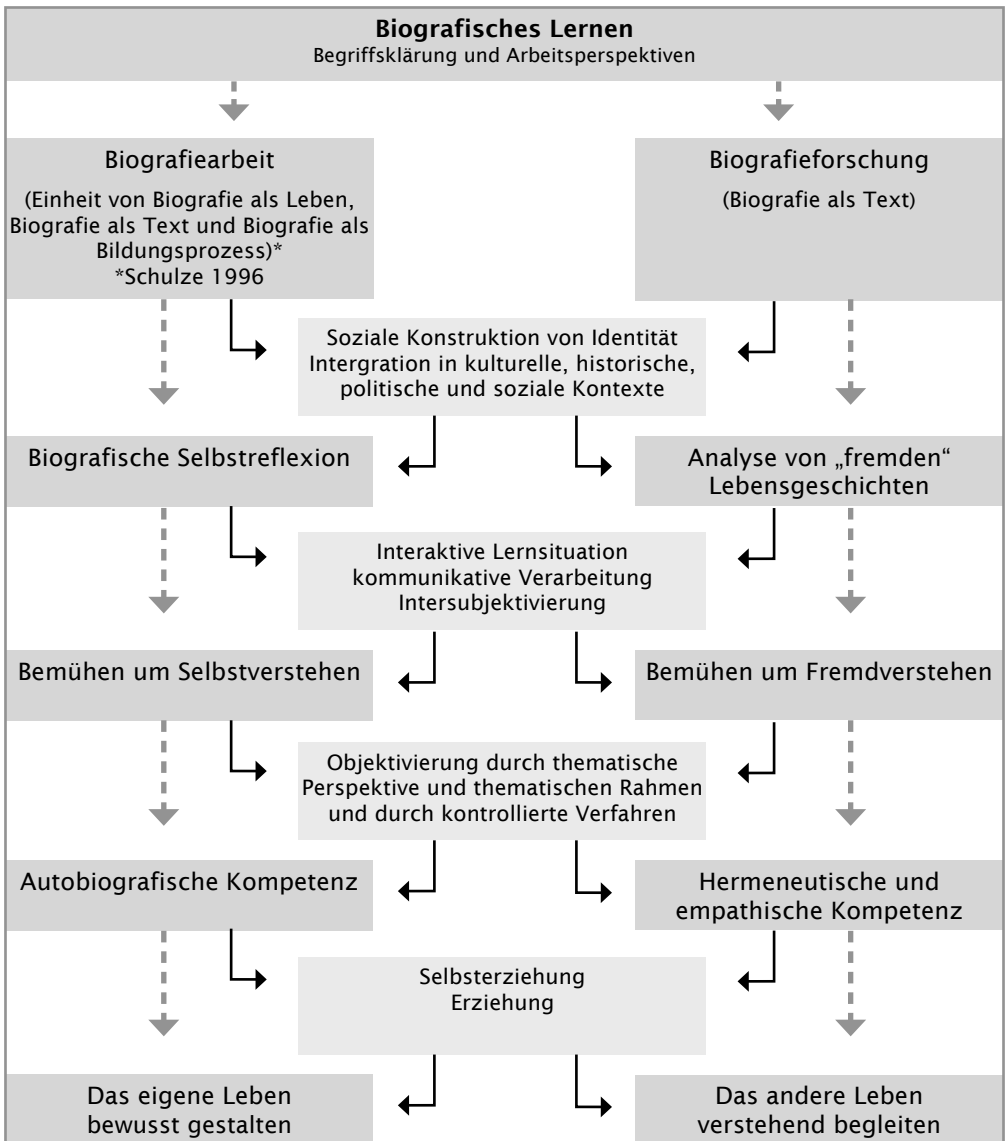 Biografisches Lernen
Begriffsklärung und Arbeitsperspektiven
Biografiearbeit
(Einheit von Biografie als Leben,
Biografie als Text und Biografie als
Bildungsprozess)*
*Schulze 1996
Biografieforschung
(Biografie als Text)
Soziale Konstruktion von Identität
Intergration in kulturelle, historische,
politische und soziale Kontexte
Biografische Selbstreflexion
Analyse von „fremden“
Lebensgeschichten
Interaktive Lernsituation
kommunikative Verarbeitung
Intersubjektivierung
Bemühen um Selbstverstehen
Bemühen um Fremdverstehen
Objektivierung durch thematische
Perspektive und thematischen Rahmen
und durch kontrollierte Verfahren
Autobiografische Kompetenz
Hermeneutische und
empathische Kompetenz
Selbsterziehung
Erziehung
Das eigene Leben
bewusst gestalten
Das andere Leben
verstehend begleiten